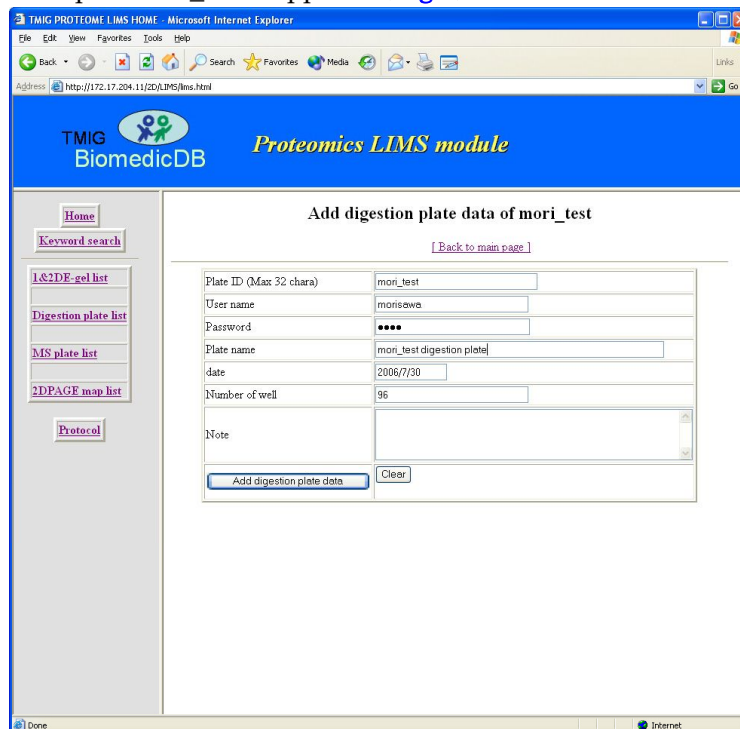 TMIG PROTEOME LIMS HOME - Microsoft Internet Explorer
File Edit View Favorites Tools Help
Back Search Favorites Media Links
Address http://172.17.204.11/2D/LIMS/lims.html Go
TMIG
BiomedicDB
Proteomics LIMS module
Home
Keyword search
1&2DE-gel list
Digestion plate list
MS plate list
2DPAGE map list
Protocol
Add digestion plate data of mori_test
[ Back to main page ]
Plate ID (Max 32 chara) mori_test
User name morisawa
Password ●●●●
Plate name mori_test digestion plate
date 2006/7/30
Number of well 96
Note
Add digestion plate data Clear
Done Internet